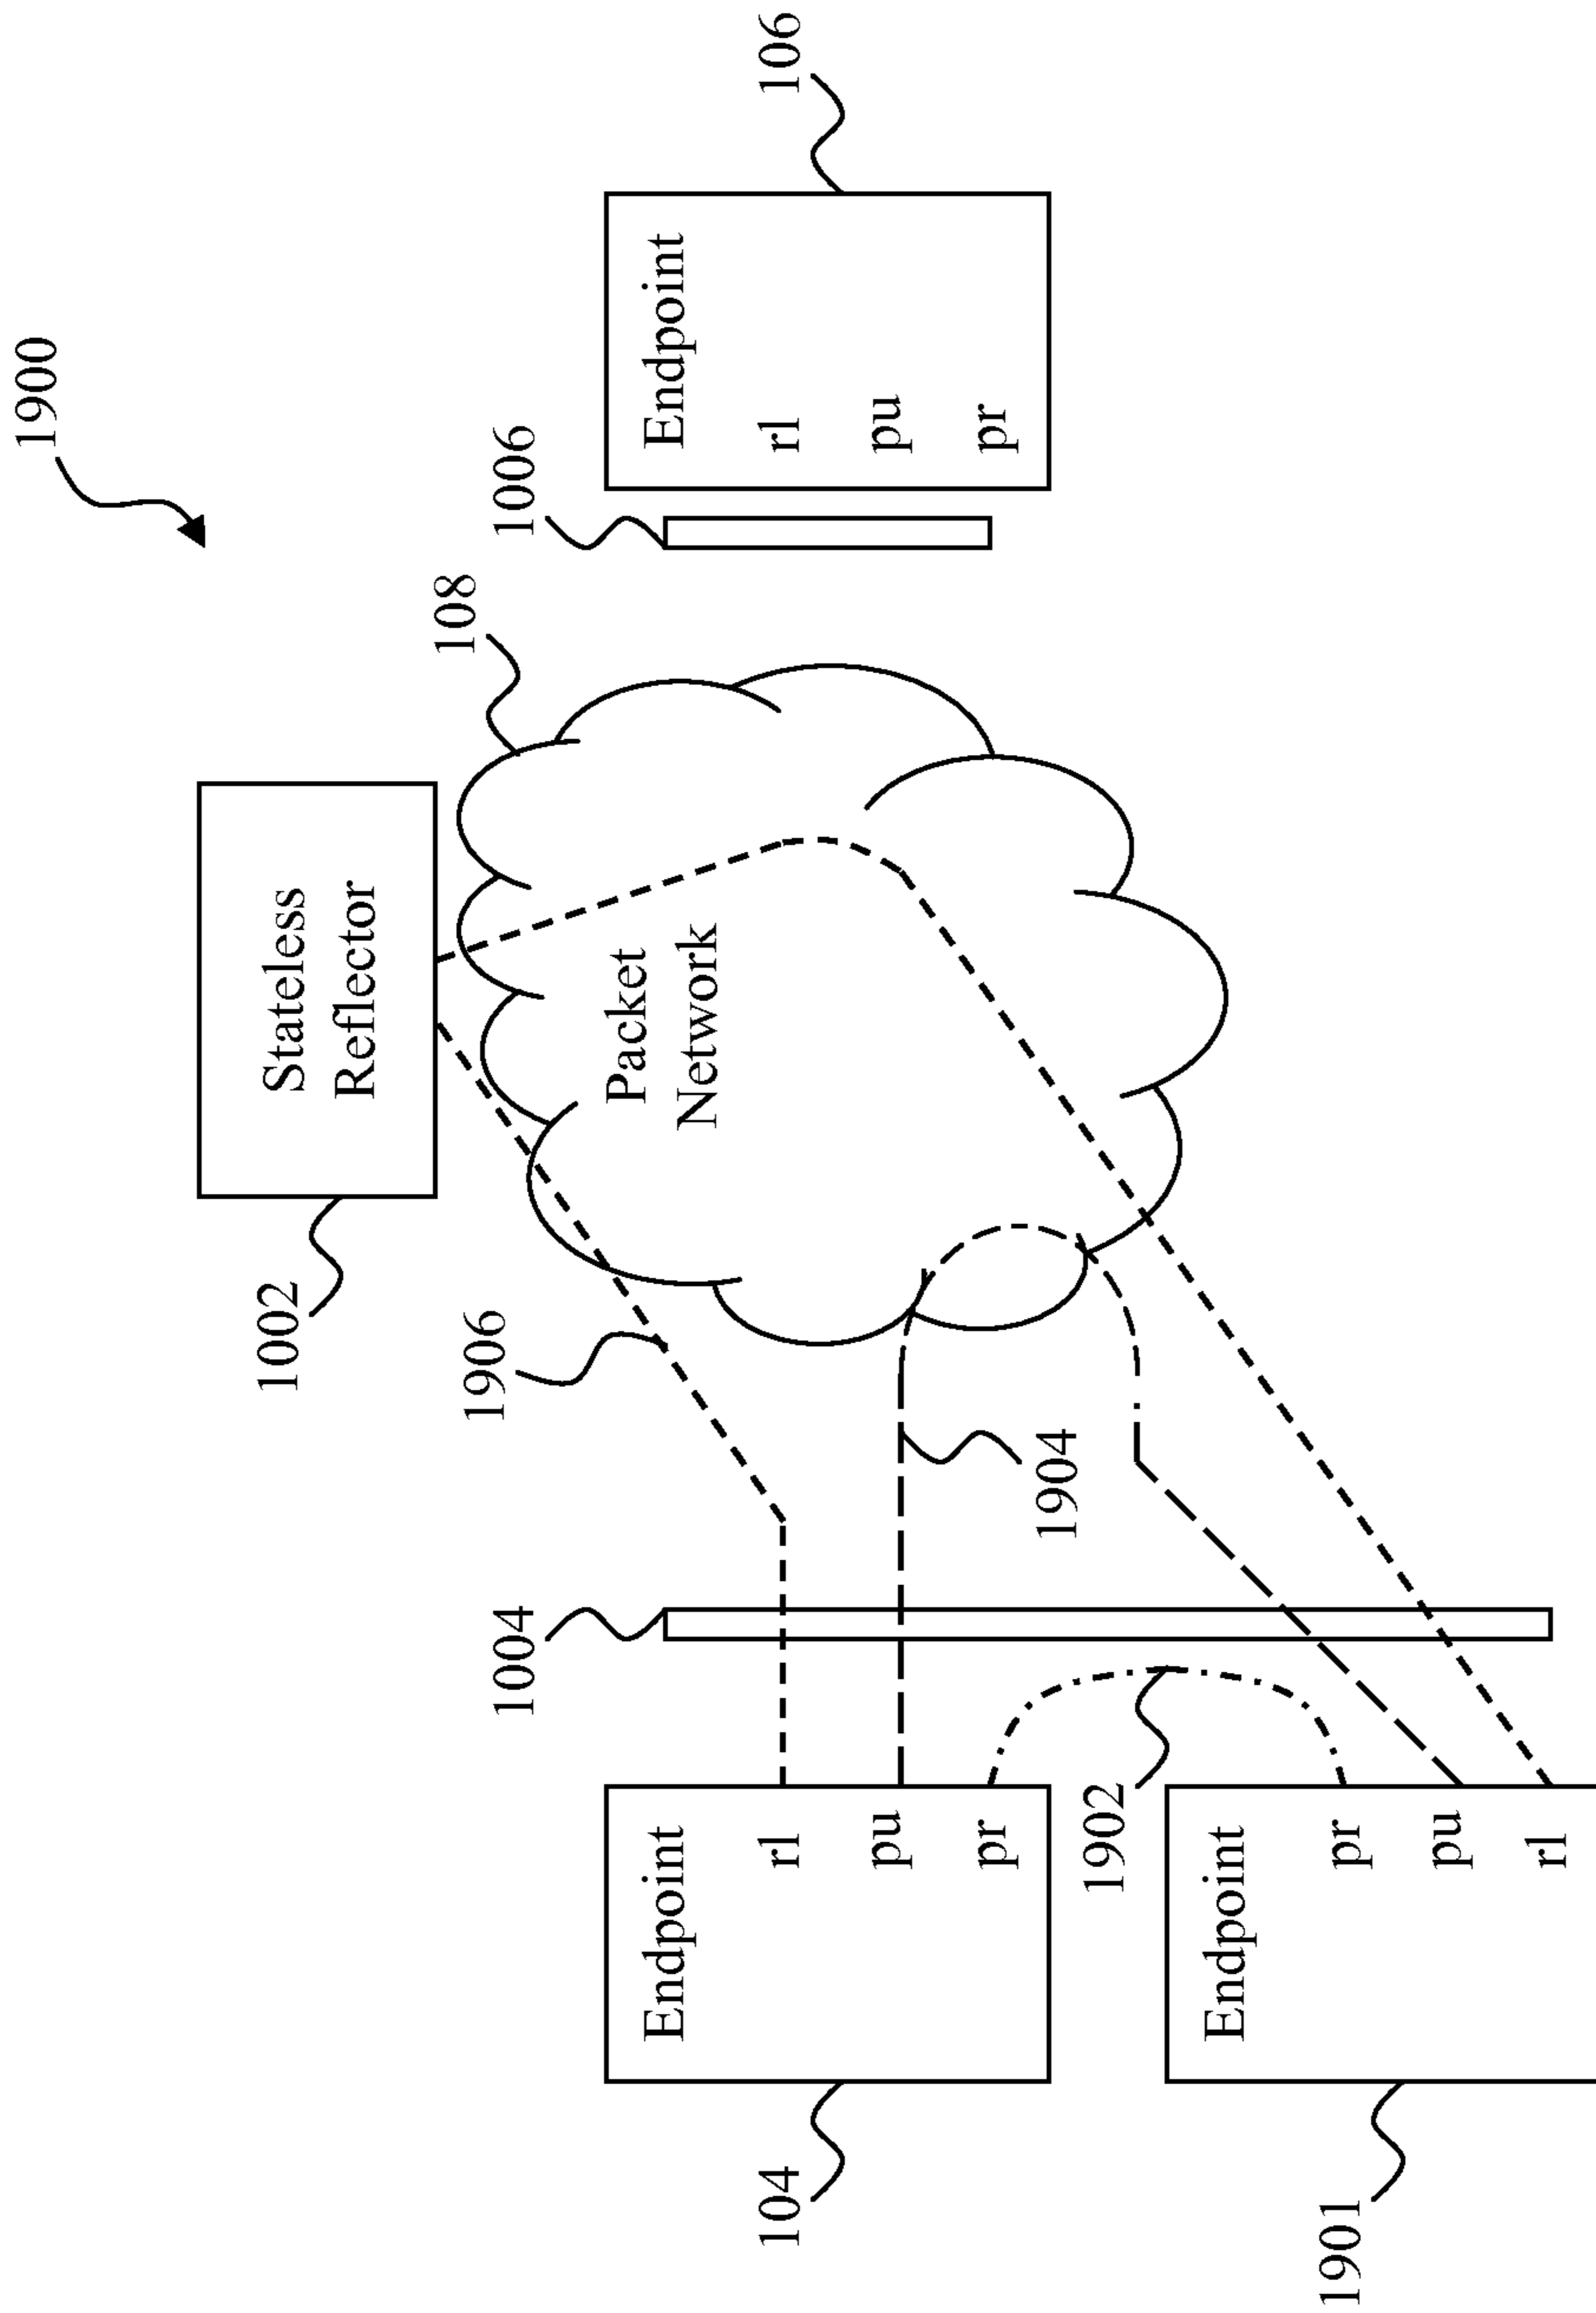 1900
Stateless
Reflector
1002
108
1906
Packet
Network
1004
1006
Endpoint
rl
pu
pr
104
1904
Endpoint
rl
pu
pr
106
1902
Endpoint
pr
pu
rl
1901